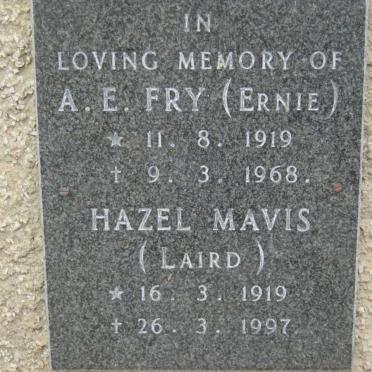 IN
LOVING MEMORY OF
A. E. FRY (ERNIE)
★ 11. 8. 1919
† 9. 3. 1968.
HAZEL MAVIS
(LAIRD)
★ 16. 3. 1919
† 26. 3. 1997